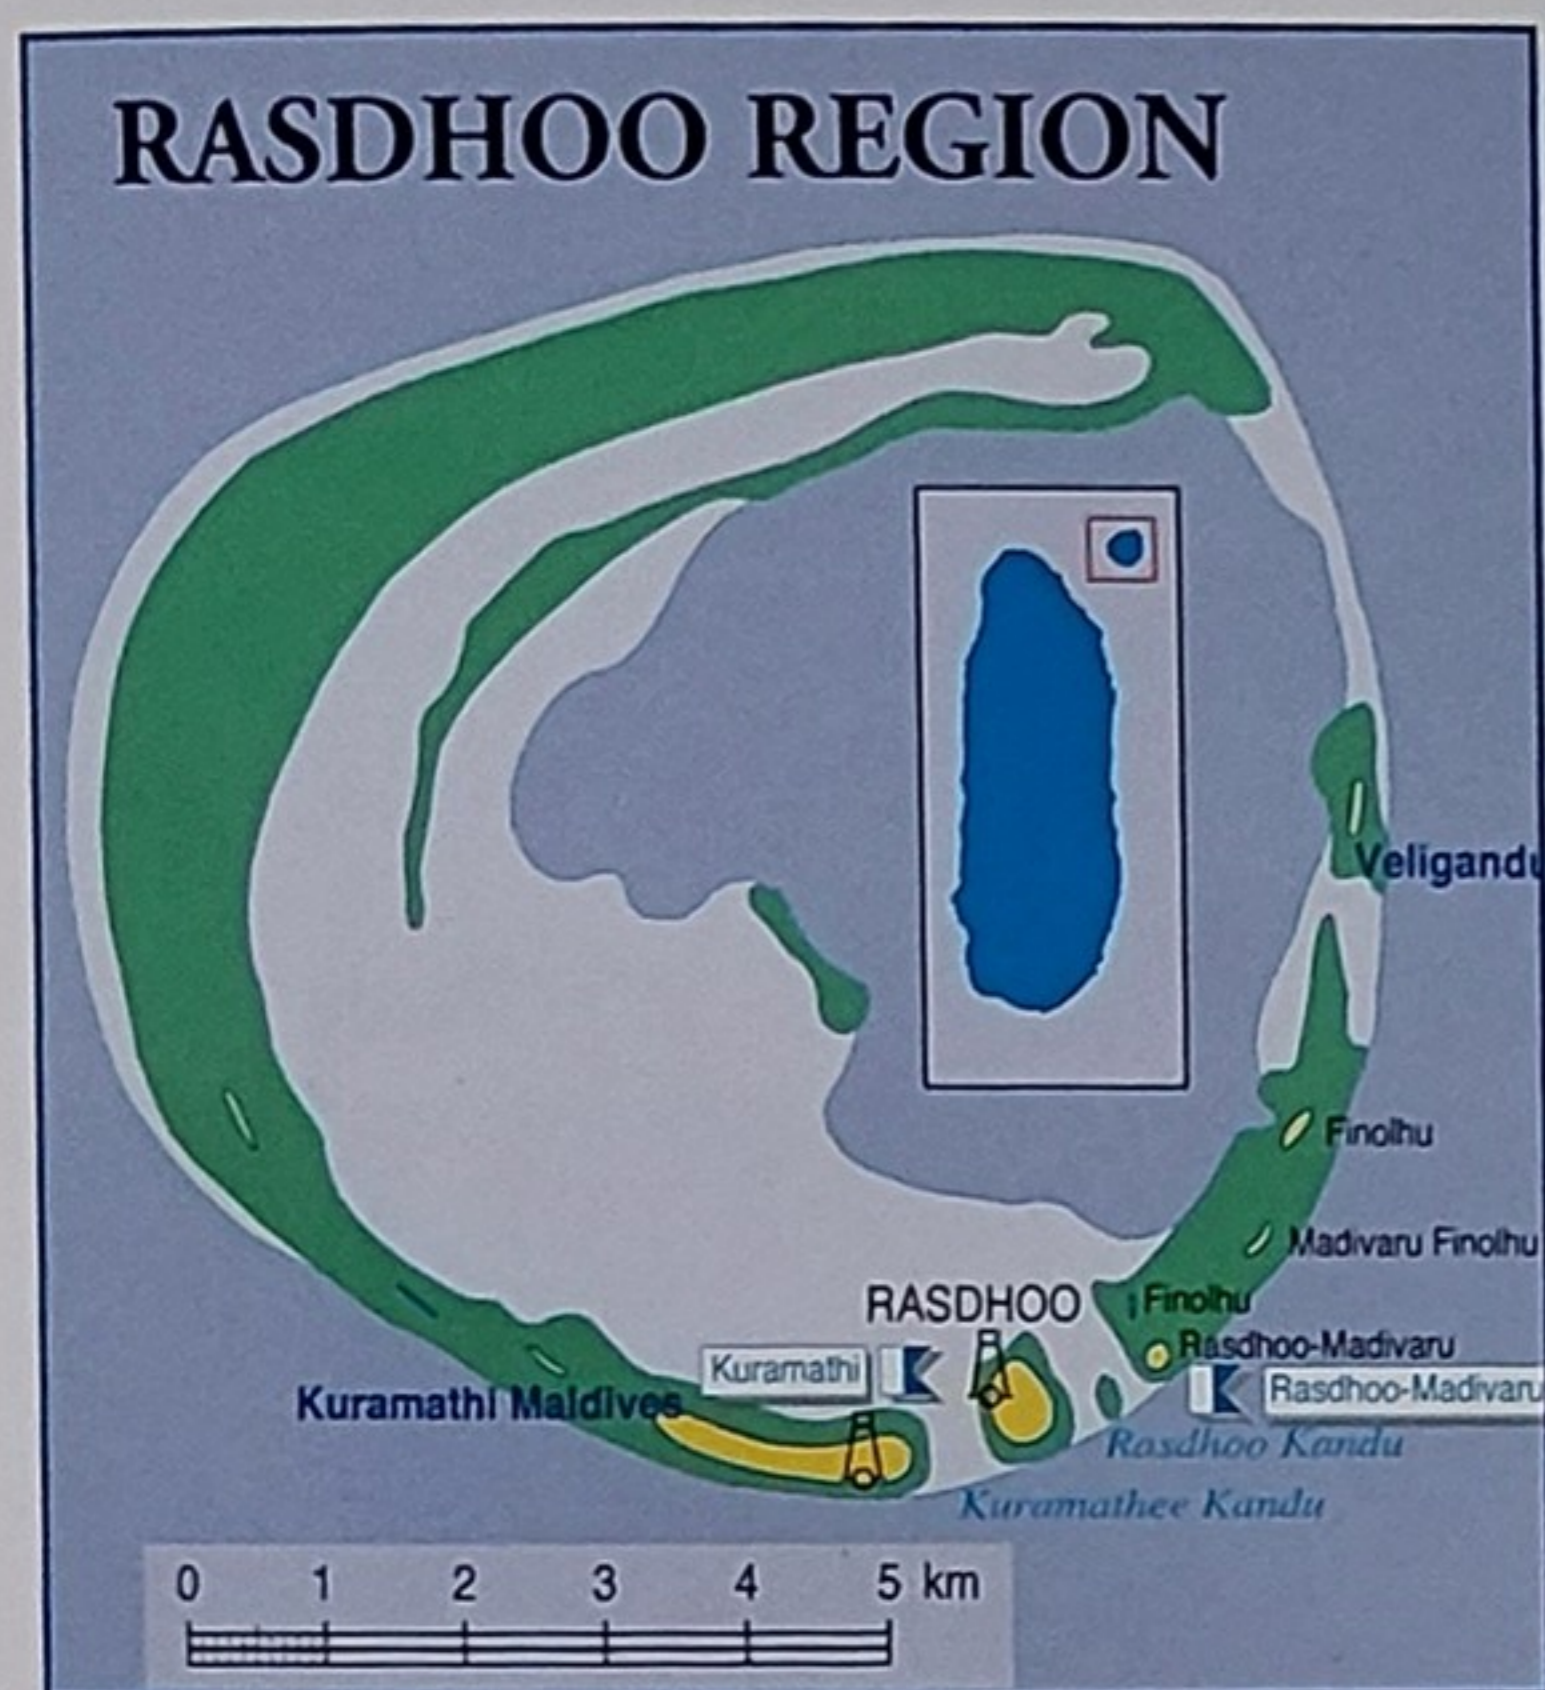 RASDHOO REGION
Veligandu
Finolhu
Madivaru Finolhu
RASDHOO
Finolhu
Rasdhoo-Madivaru
Kuramathi
Rasdhoo-Madivaru
Kuramathi Maldives
Rasdhoo Kandu
Kuramathee Kandu
0 1 2 3 4 5 km